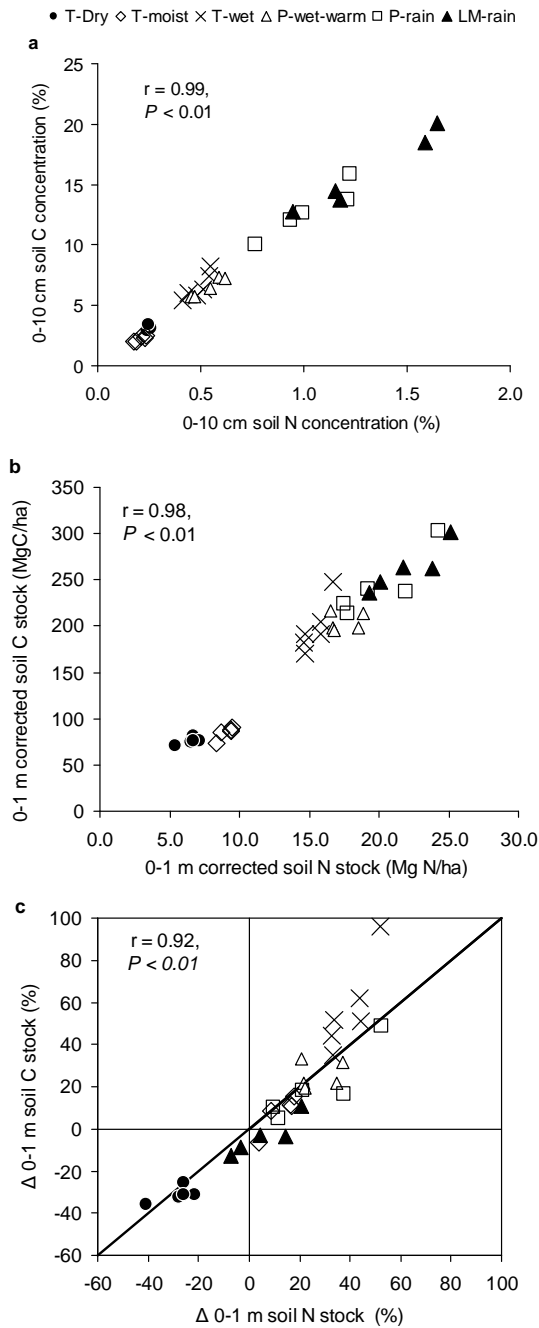 ● T-Dry ◇ T-moist × T-wet △ P-wet-warm □ P-rain ▲ LM-rain
a
25
20
15
10
5
0
0-10 cm soil C concentration (%)
r = 0.99,
P < 0.01
0.0 0.5 1.0 1.5 2.0
0-10 cm soil N concentration (%)
b
350
300
250
200
150
100
50
0
0-1 m corrected soil C stock (MgC/ha)
r = 0.98,
P < 0.01
0.0 5.0 10.0 15.0 20.0 25.0 30.0
0-1 m corrected soil N stock (Mg N/ha)
c
100
80
60
40
20
0
-20
-40
-60
Δ 0-1 m soil C stock (%)
r = 0.92,
P < 0.01
-60 -40 -20 0 20 40 60 80 100
Δ 0-1 m soil N stock (%)